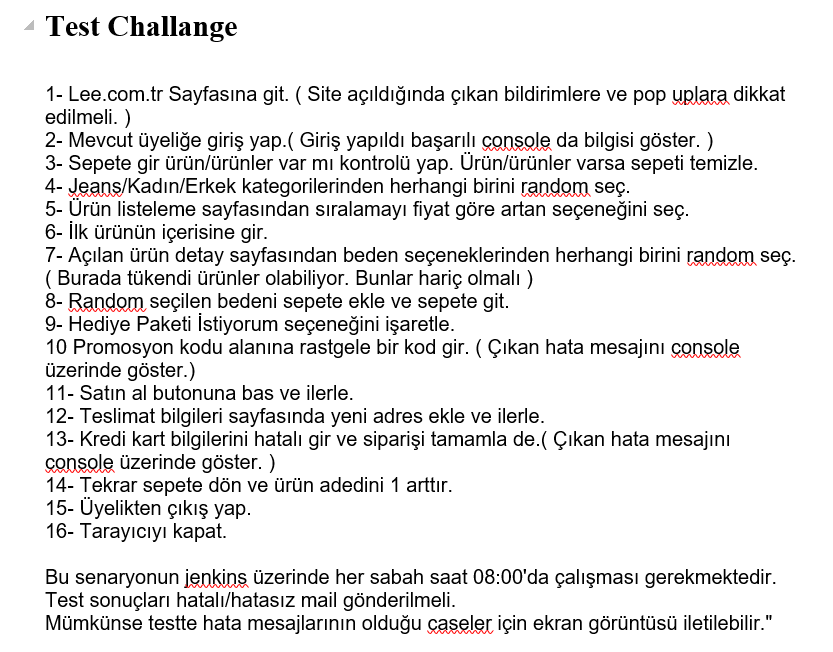 Test Challange
1- Lee.com.tr Sayfasına git. ( Site açıldığında çıkan bildirimlere ve pop uplara dikkat
edilmeli. )
2- Mevcut üyeliğe giriş yap.( Giriş yapıldı başarılı console da bilgisi göster. )
3- Sepete gir ürün/ürünler var mı kontrolü yap. Ürün/ürünler varsa sepeti temizle.
4- Jeans/Kadın/Erkek kategorilerinden herhangi birini random seç.
5- Ürün listeleme sayfasından sıralamayı fiyat göre artan seçeneğini seç.
6- İlk ürünün içerisine gir.
7- Açılan ürün detay sayfasından beden seçeneklerinden herhangi birini random seç.
( Burada tükendi ürünler olabiliyor. Bunlar hariç olmalı )
8- Random seçilen bedeni sepete ekle ve sepete git.
9- Hediye Paketi İstiyorum seçeneğini işaretle.
10 Promosyon kodu alanına rastgele bir kod gir. ( Çıkan hata mesajını console
üzerinde göster.)
11- Satın al butonuna bas ve ilerle.
12- Teslimat bilgileri sayfasında yeni adres ekle ve ilerle.
13- Kredi kart bilgilerini hatalı gir ve siparişi tamamla de.( Çıkan hata mesajını
console üzerinde göster. )
14- Tekrar sepete dön ve ürün adedini 1 arttır.
15- Üyelikten çıkış yap.
16- Tarayıcıyı kapat.
Bu senaryonun jenkins üzerinde her sabah saat 08:00'da çalışması gerekmektedir.
Test sonuçları hatalı/hatasız mail gönderilmeli.
Mümkünse testte hata mesajlarının olduğu caseler için ekran görüntüsü iletilebilir."